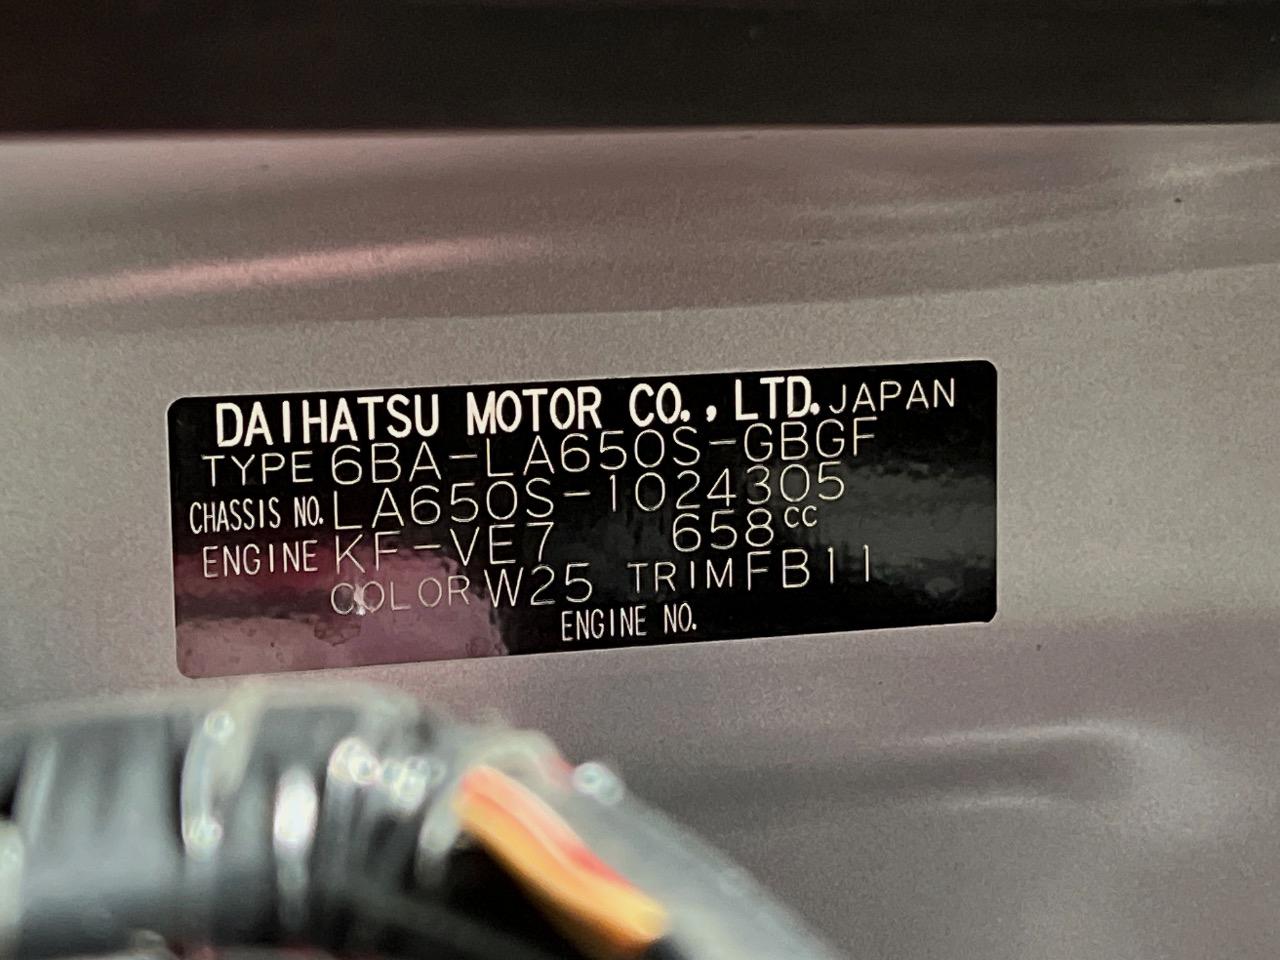 DAIHATSU MOTOR CO., LTD. JAPAN
TYPE 6BA-LA650S-GBGF
CHASSIS NO. LA650S-1024305
ENGINE KF-VE7 658cc
COLOR W25 TRIM FB11
ENGINE NO.